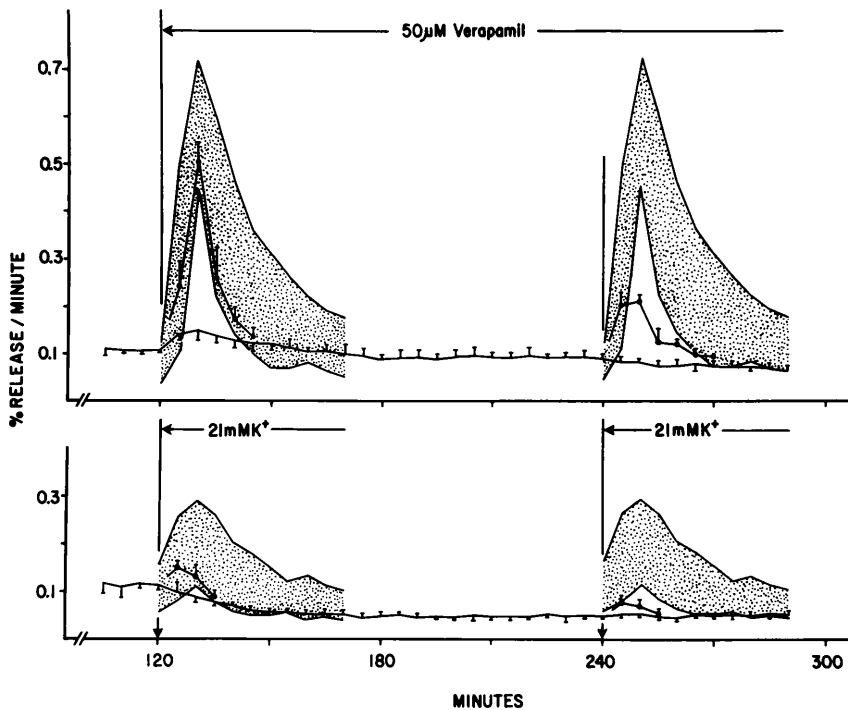 50μM Verapamil
0.7
0.5
0.3
0.1
% RELEASE / MINUTE
21mMK+
21mMK+
0.3
0.1
120
180
240
300
MINUTES